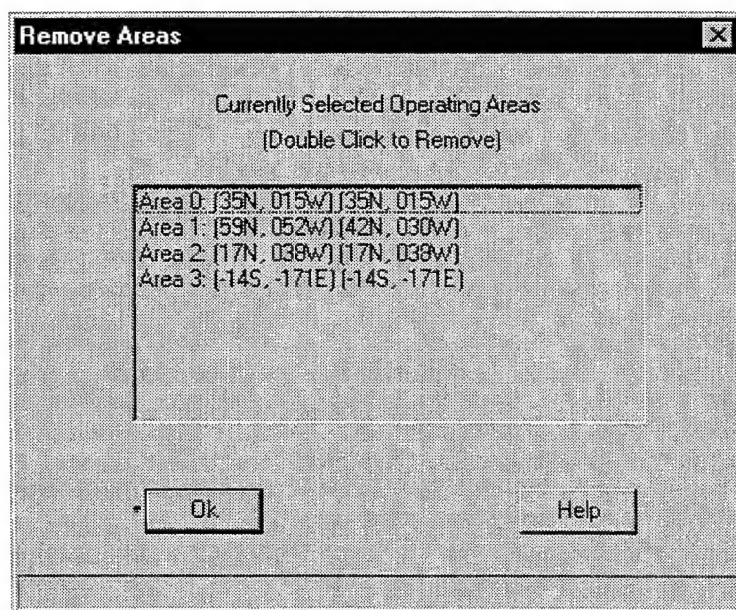 Remove Areas
Currently Selected Operating Areas
(Double Click to Remove)
Area 0: (35N, 015W) (35N, 015W)
Area 1: (59N, 052W) (42N, 030W)
Area 2: (17N, 038W) (17N, 038W)
Area 3: (-14S, -171E) (-14S, -171E)
Ok
Help